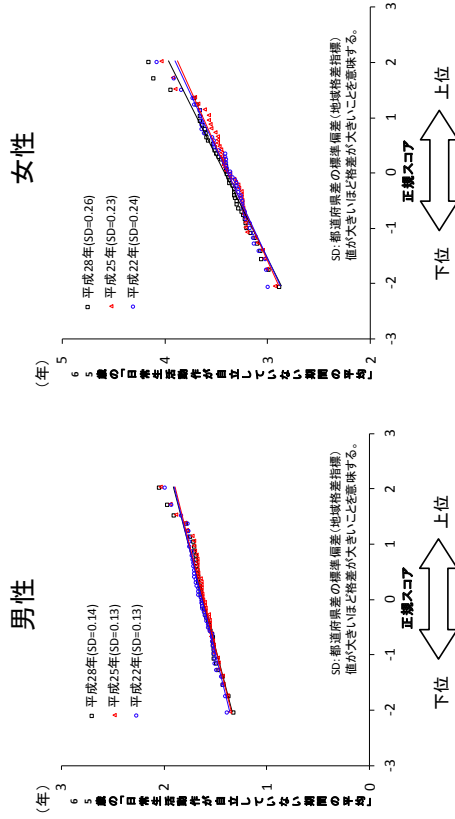 男性
（年）
65歳の「日常生活動作が自立していない期間の平均」
3
2
1
0
平成28年(SD=0.14)
平成25年(SD=0.13)
平成22年(SD=0.13)
SD：都道府県差の標準偏差（地域格差指標）
値が大きいほど格差が大きいことを意味する。
-3
-2
-1
0
1
2
3
正規スコア
下位
上位
女性
（年）
65歳の「日常生活動作が自立していない期間の平均」
5
4
3
2
平成28年(SD=0.26)
平成25年(SD=0.23)
平成22年(SD=0.24)
SD：都道府県差の標準偏差（地域格差指標）
値が大きいほど格差が大きいことを意味する。
-3
-2
-1
0
1
2
3
正規スコア
下位
上位